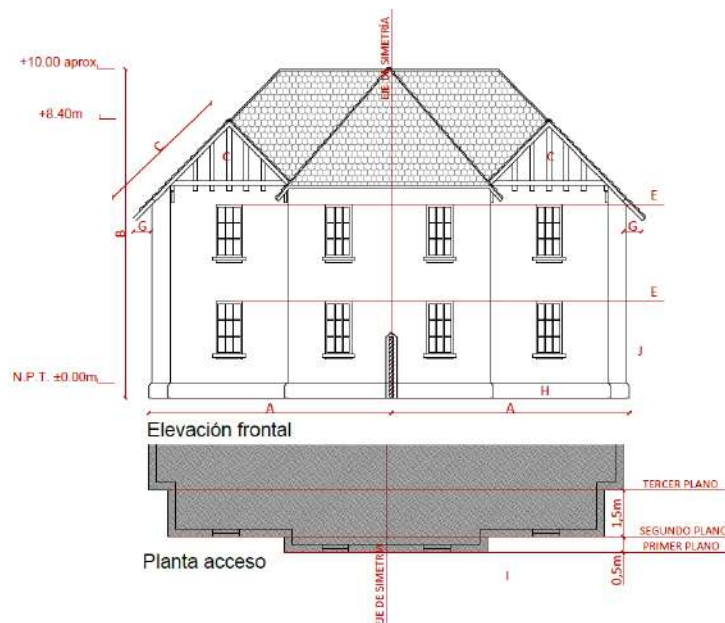 EJE DE SIMETRÍA
+10.00 aprox.
+8.40m
C
C
C
E
B
G
G
E
J
N.P.T. ±0.00m
H
A
A
Elevación frontal
TERCER PLANO
1,5m
SEGUNDO PLANO
PRIMER PLANO
Planta acceso
0,5m
EJE DE SIMETRÍA
I